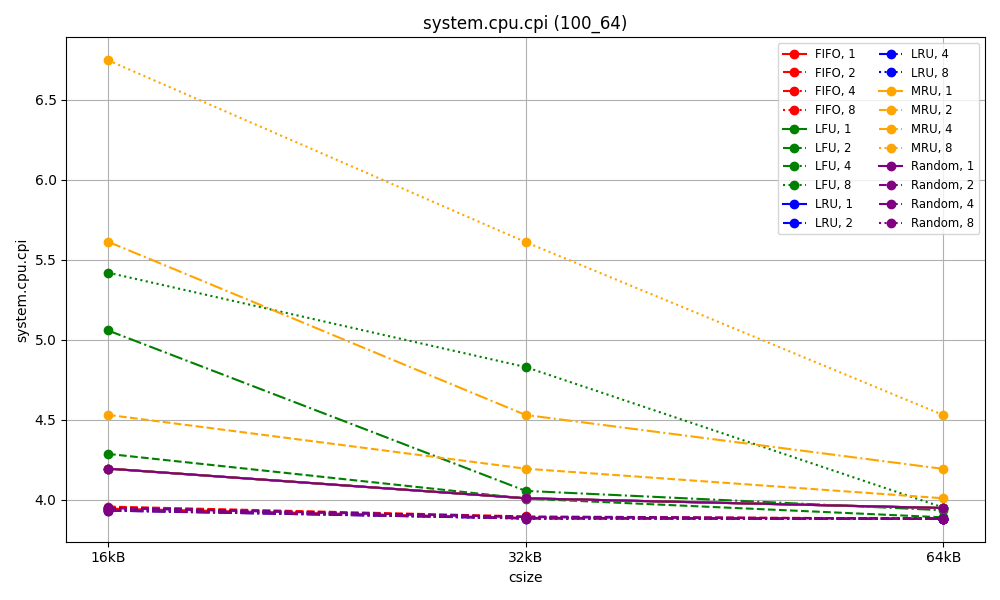 system.cpu.cpi (100_64)
system.cpu.cpi
6.5
6.0
5.5
5.0
4.5
4.0
16kB
32kB
64kB
csize
FIFO, 1
FIFO, 2
FIFO, 4
FIFO, 8
LFU, 1
LFU, 2
LFU, 4
LFU, 8
LRU, 1
LRU, 2
LRU, 4
LRU, 8
MRU, 1
MRU, 2
MRU, 4
MRU, 8
Random, 1
Random, 2
Random, 4
Random, 8